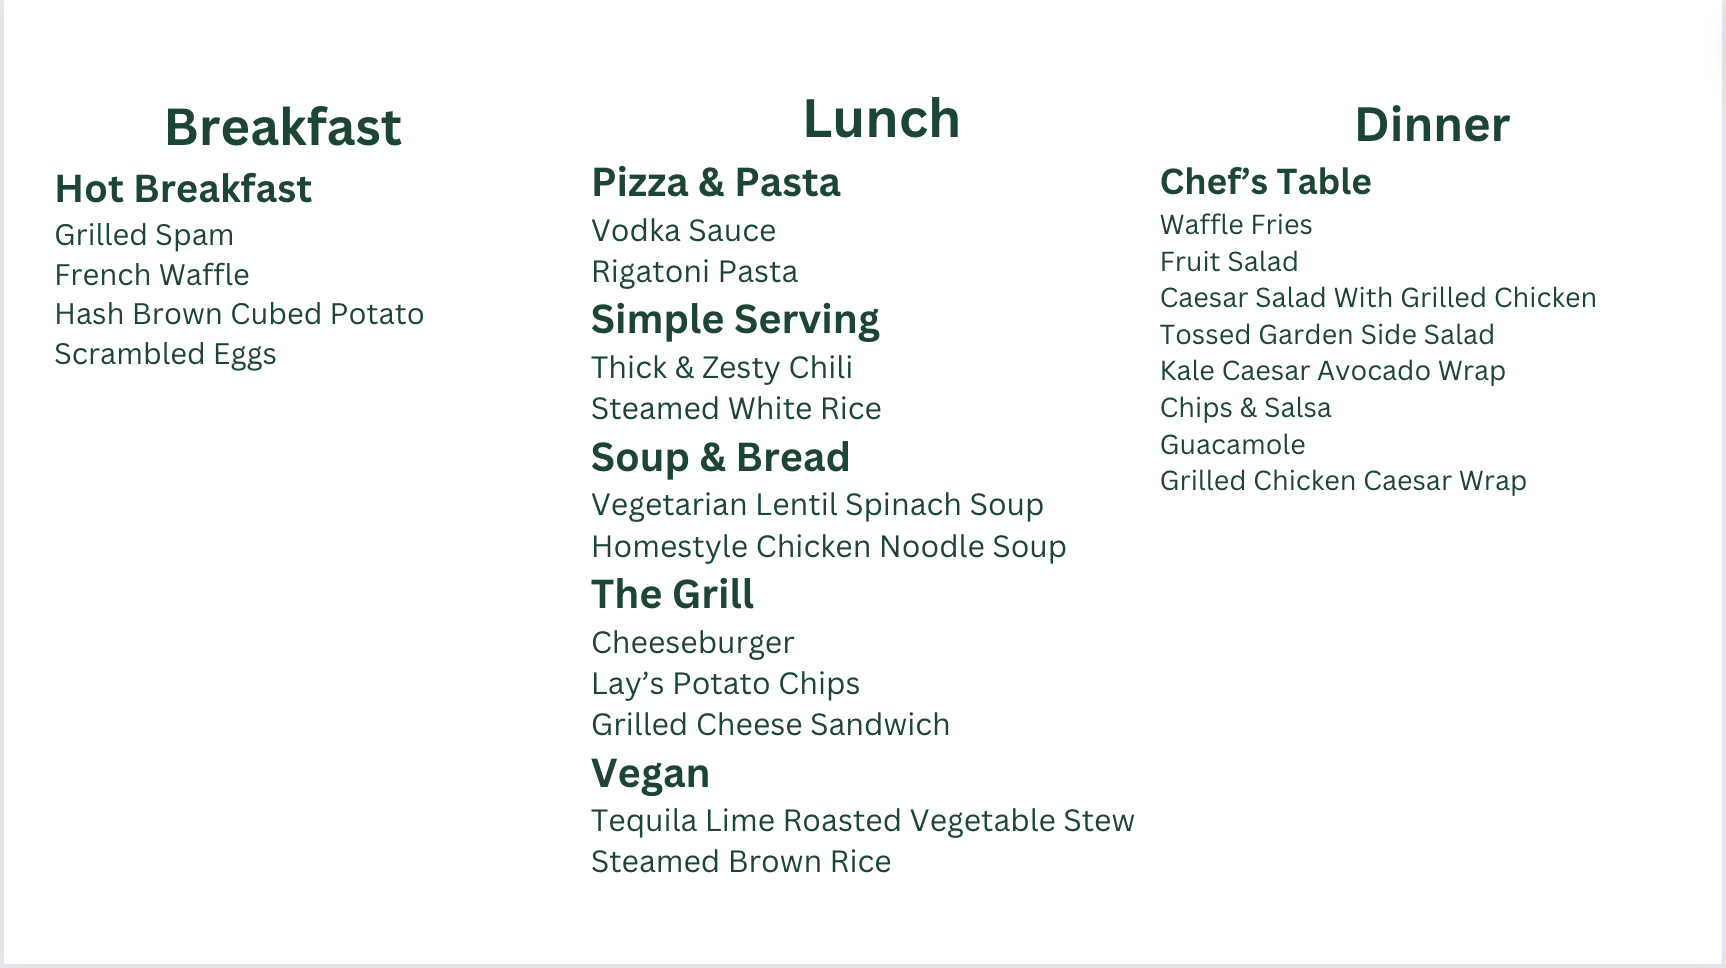 Breakfast
Hot Breakfast
Grilled Spam
French Waffle
Hash Brown Cubed Potato
Scrambled Eggs
Lunch
Pizza & Pasta
Vodka Sauce
Rigatoni Pasta
Simple Serving
Thick & Zesty Chili
Steamed White Rice
Soup & Bread
Vegetarian Lentil Spinach Soup
Homestyle Chicken Noodle Soup
The Grill
Cheeseburger
Lay’s Potato Chips
Grilled Cheese Sandwich
Vegan
Tequila Lime Roasted Vegetable Stew
Steamed Brown Rice
Dinner
Chef’s Table
Waffle Fries
Fruit Salad
Caesar Salad With Grilled Chicken
Tossed Garden Side Salad
Kale Caesar Avocado Wrap
Chips & Salsa
Guacamole
Grilled Chicken Caesar Wrap